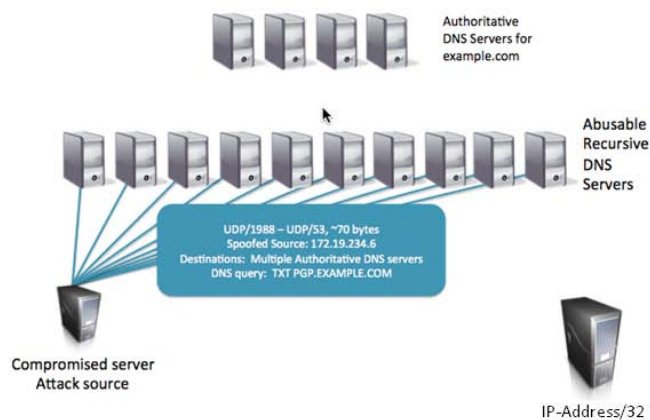 Authoritative
DNS Servers for
example.com
Abusable
Recursive
DNS
Servers
UDP/1988 – UDP/53, ~70 bytes
Spoofed Source: 172.19.234.6
Destinations: Multiple Authoritative DNS servers
DNS query: TXT PGP.EXAMPLE.COM
Compromised server
Attack source
IP-Address/32